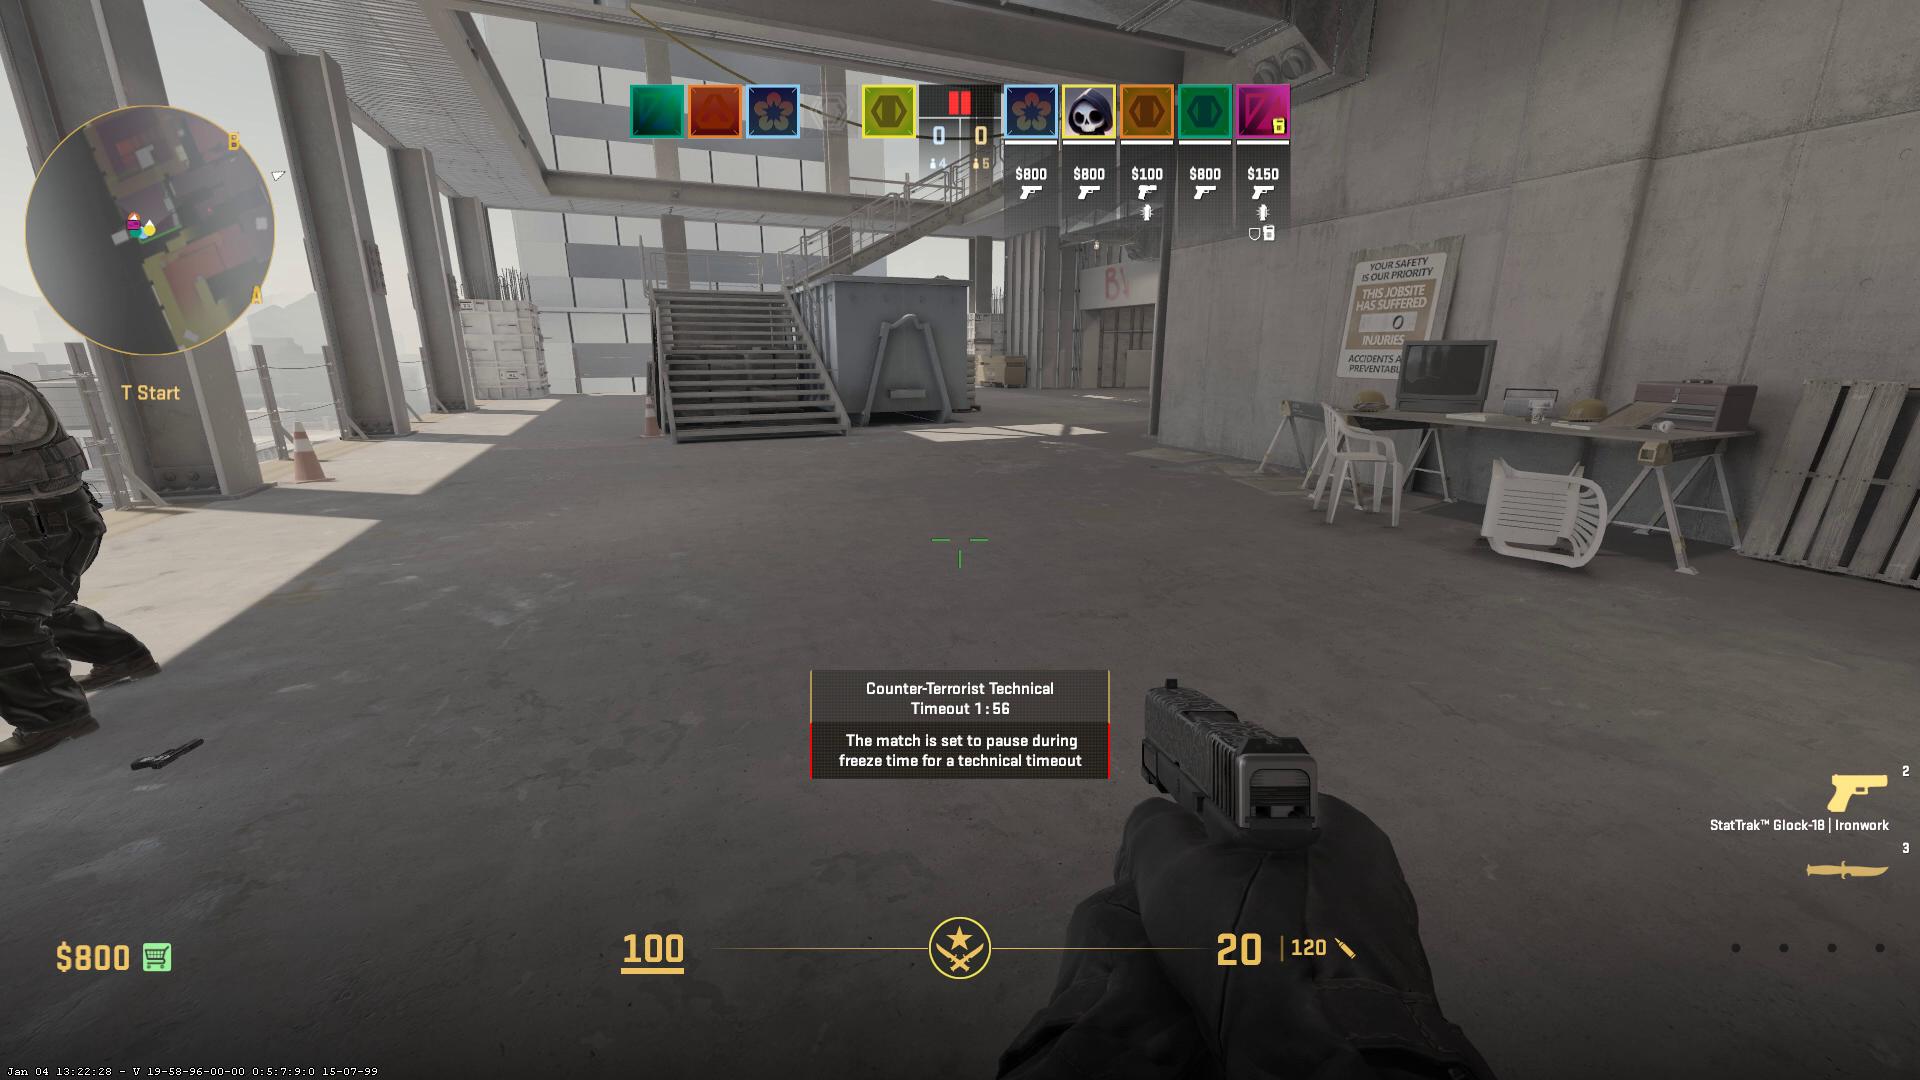 0 0
4 5
$800 $800 $100 $800 $150
B
A
T Start
B
YOUR SAFETY
IS OUR PRIORITY
THIS JOBSITE
HAS SUFFERED
0
INJURIES
ACCIDENTS A
PREVENTABL
Counter-Terrorist Technical
Timeout 1:56
The match is set to pause during
freeze time for a technical timeout
2
StatTrak™ Glock-18 | Ironwork
3
$800
100
20 | 120
Jan 04 13:22:28 - V 19-58-96-00-00 0:5:7:9:0 15-07-99